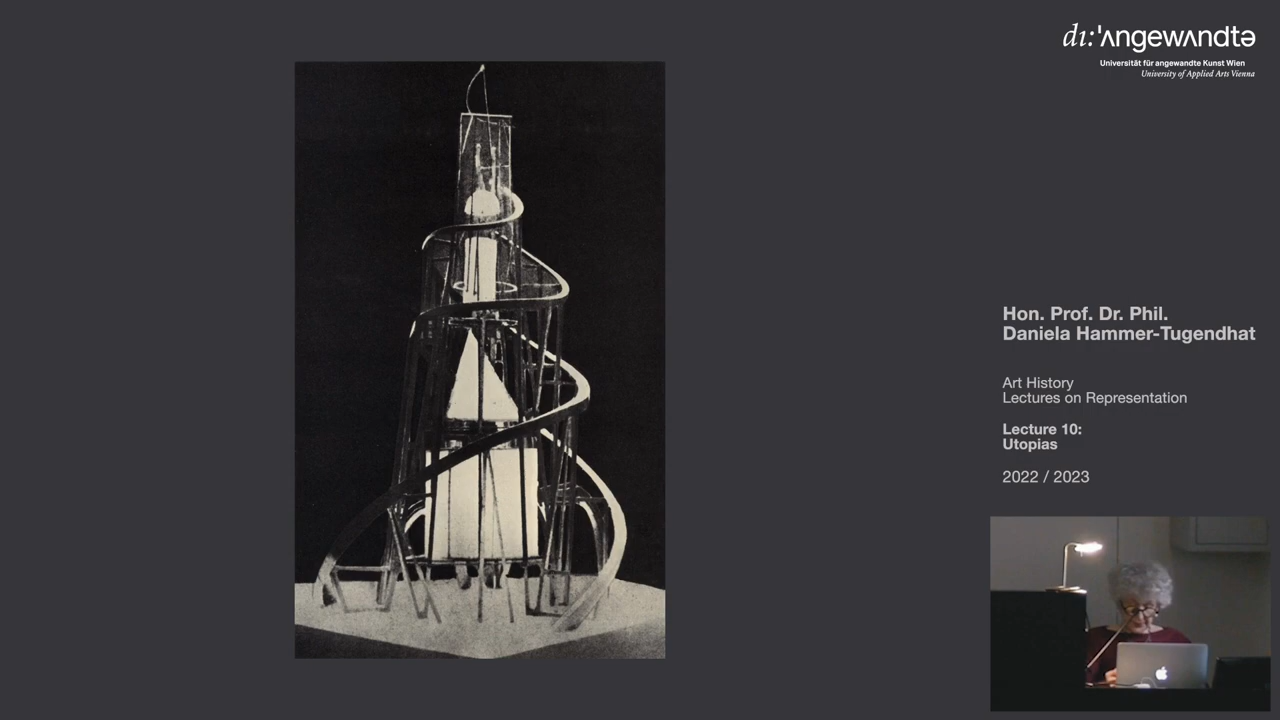 dı:'ʌngewʌndtə
Universität für angewandte Kunst Wien
University of Applied Arts Vienna
Hon. Prof. Dr. Phil.
Daniela Hammer-Tugendhat
Art History
Lectures on Representation
Lecture 10:
Utopias
2022 / 2023